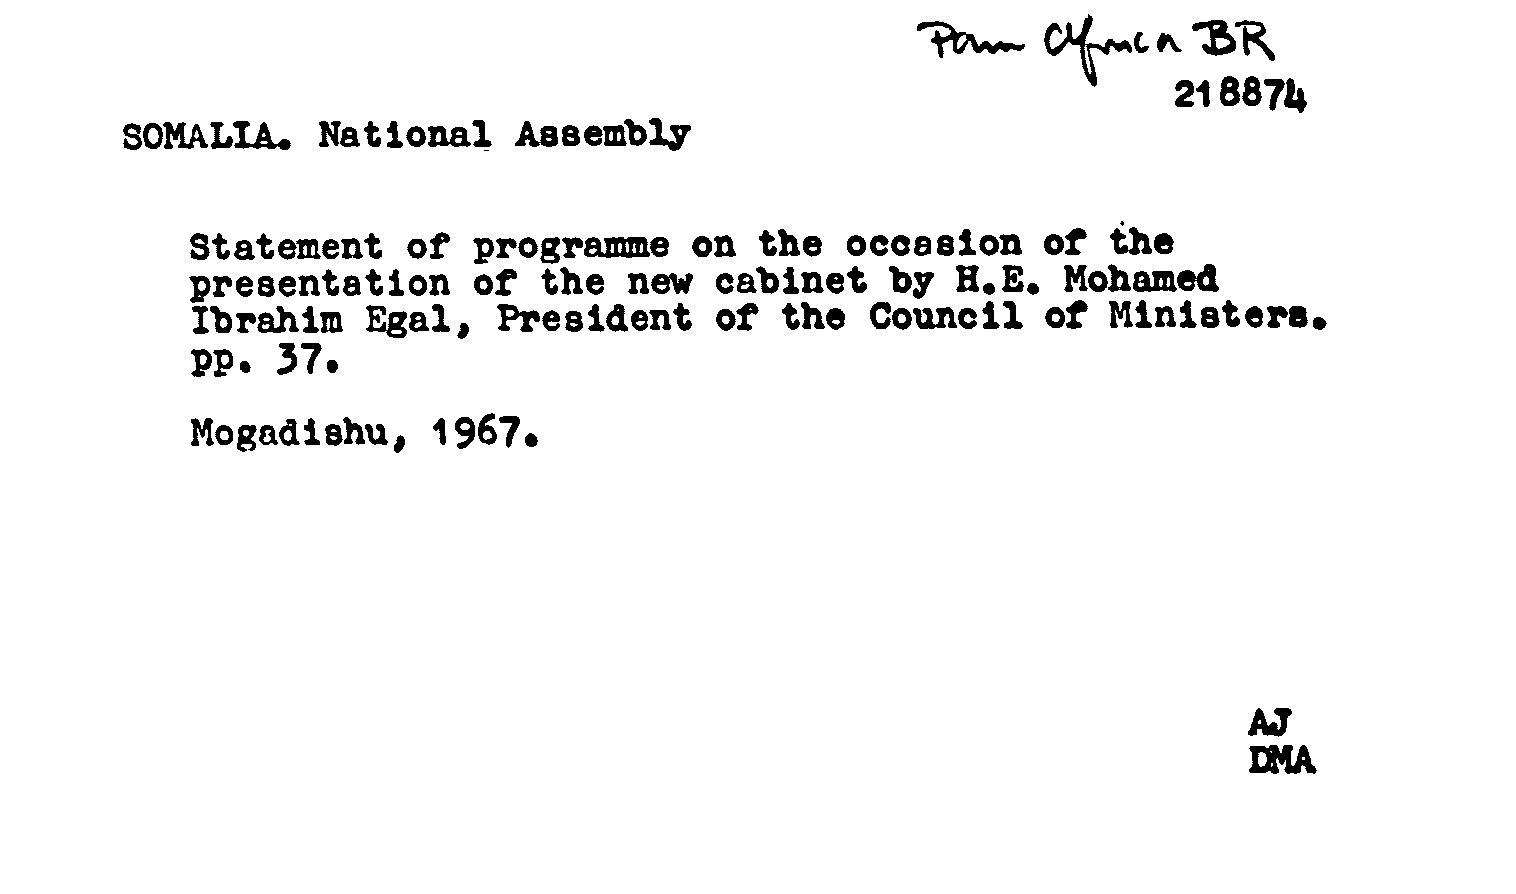 Pam Africa BR
218874
SOMALIA. National Assembly
Statement of programme on the occasion of the
presentation of the new cabinet by H.E. Mohamed
Ibrahim Egal, President of the Council of Ministers.
pp. 37.
Mogadishu, 1967.
AJ
DMA